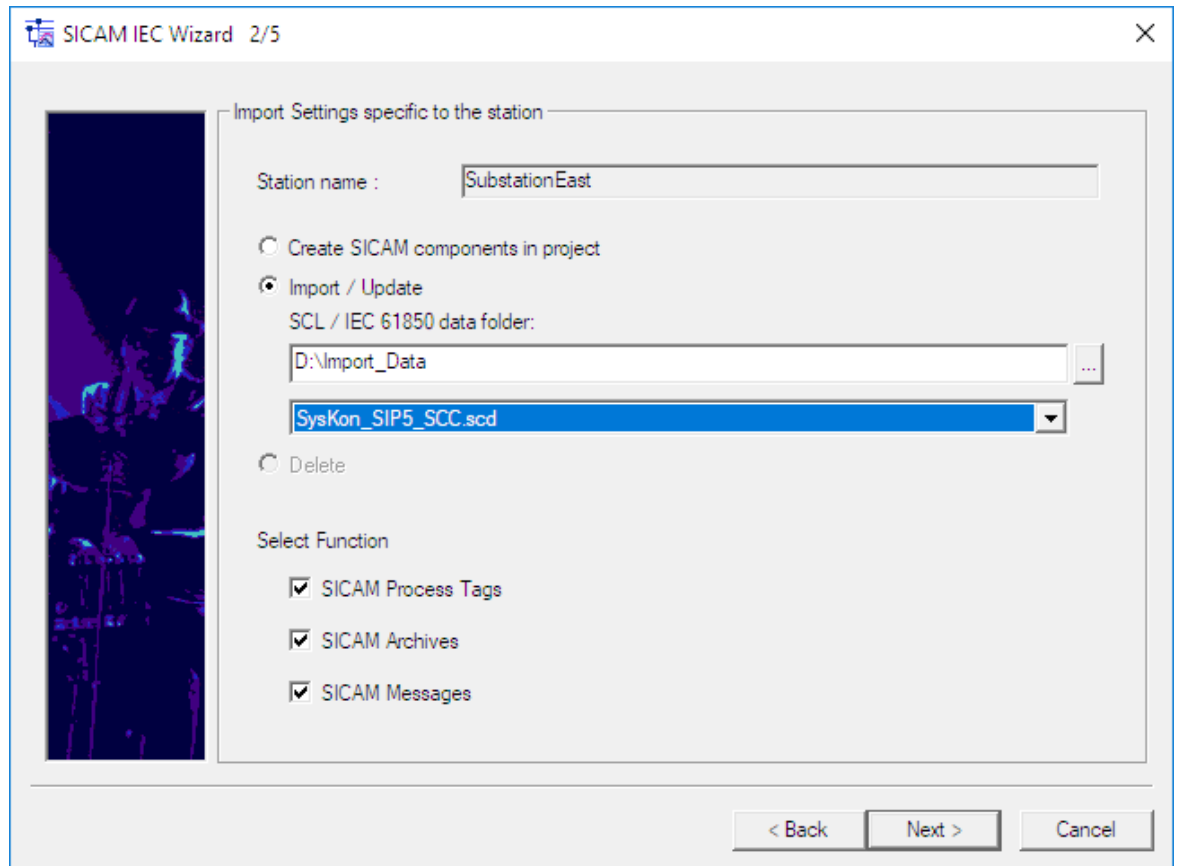 SICAM IEC Wizard 2/5
Import Settings specific to the station
Station name :
SubstationEast
Create SICAM components in project
Import / Update
SCL / IEC 61850 data folder:
D:\Import_Data
...
SysKon_SIP5_SCC.scd
Delete
Select Function
SICAM Process Tags
SICAM Archives
SICAM Messages
< Back
Next >
Cancel